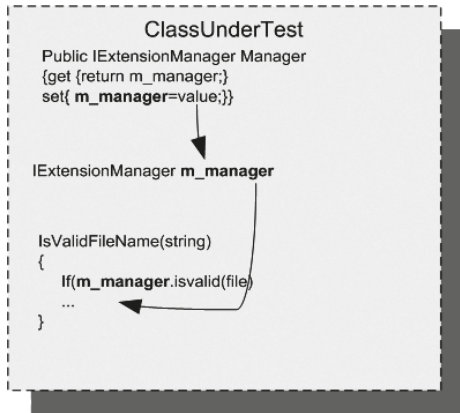 ClassUnderTest
Public IExtensionManager Manager
{get {return m_manager;}
set{ m_manager=value;}}
IExtensionManager m_manager
IsValidFileName(string)
{
If(m_manager.isvalid(file)
...
}